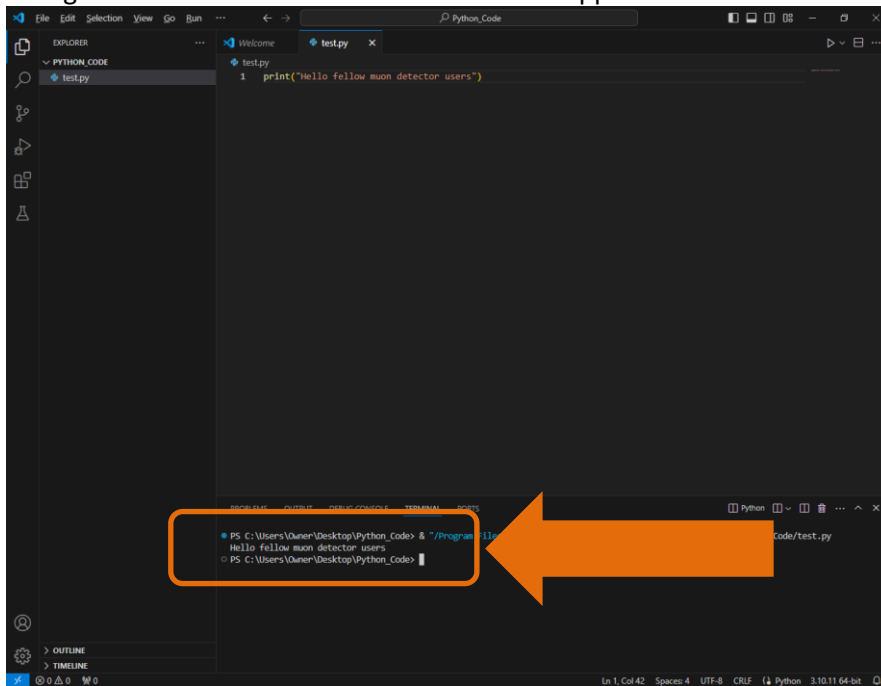 File Edit Selection View Go Run ... Python_Code
EXPLORER ...
PYTHON_CODE
test.py
OUTLINE
TIMELINE
Welcome test.py
test.py
1 print("Hello fellow muon detector users")
PROBLEMS OUTPUT DEBUG CONSOLE TERMINAL PORTS
Python
PS C:\Users\Owner\Desktop\Python_Code> & "/Program Code/test.py
Hello fellow muon detector users
PS C:\Users\Owner\Desktop\Python_Code>
0 0 0 Ln 1, Col 42 Spaces: 4 UTF-8 CRLF Python 3.10.11 64-bit